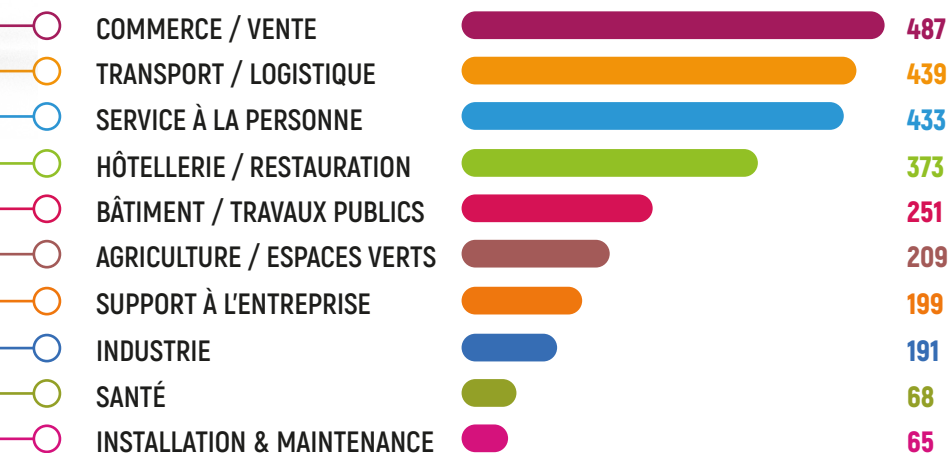 COMMERCE / VENTE 487
TRANSPORT / LOGISTIQUE 439
SERVICE À LA PERSONNE 433
HÔTELLERIE / RESTAURATION 373
BÂTIMENT / TRAVAUX PUBLICS 251
AGRICULTURE / ESPACES VERTS 209
SUPPORT À L'ENTREPRISE 199
INDUSTRIE 191
SANTÉ 68
INSTALLATION & MAINTENANCE 65